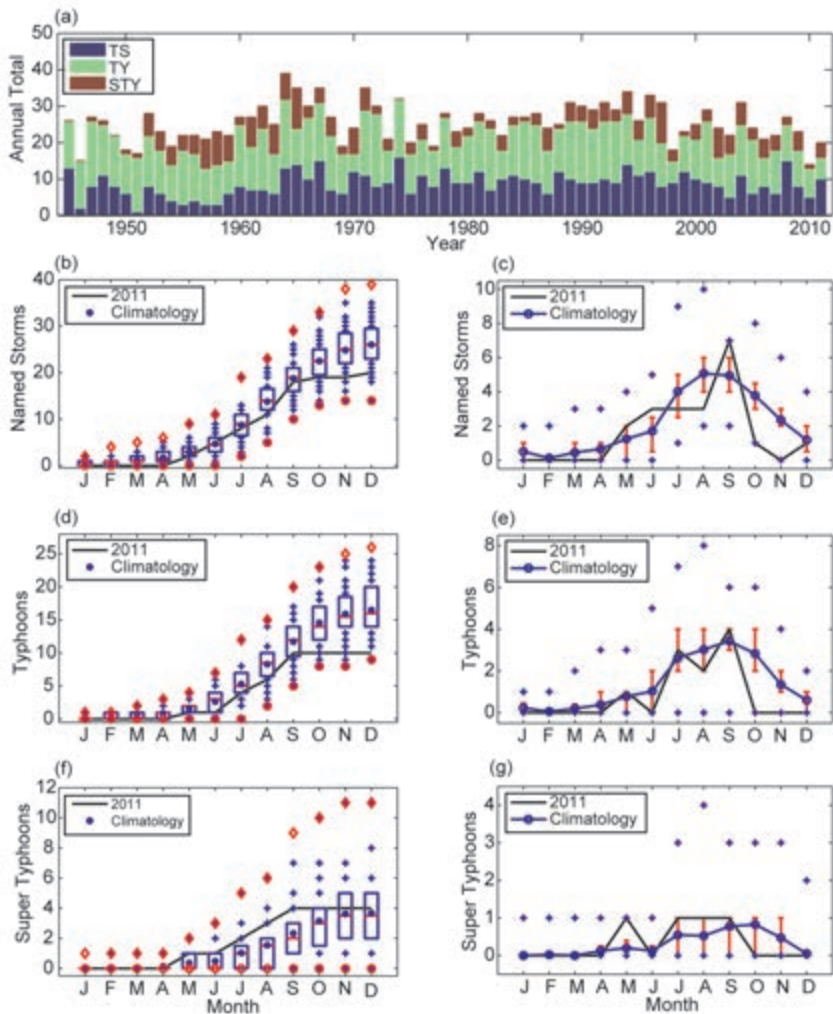 (a)
Annual Total
50
40
30
20
10
0
TS
TY
STY
1950 1960 1970 1980 1990 2000 2010
Year
(b)
Named Storms
40
30
20
10
0
2011
Climatology
J F M A M J J A S O N D
(c)
Named Storms
10
8
6
4
2
0
2011
Climatology
J F M A M J J A S O N D
(d)
Typhoons
25
20
15
10
5
0
2011
Climatology
J F M A M J J A S O N D
(e)
Typhoons
8
6
4
2
0
2011
Climatology
J F M A M J J A S O N D
(f)
Super Typhoons
12
10
8
6
4
2
0
2011
Climatology
J F M A M J J A S O N D
Month
(g)
Super Typhoons
4
3
2
1
0
2011
Climatology
J F M A M J J A S O N D
Month